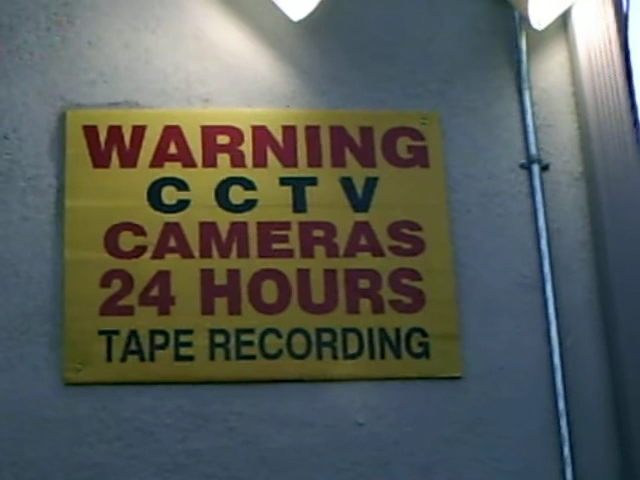 WARNING
CCTV
CAMERAS
24 HOURS
TAPE RECORDING